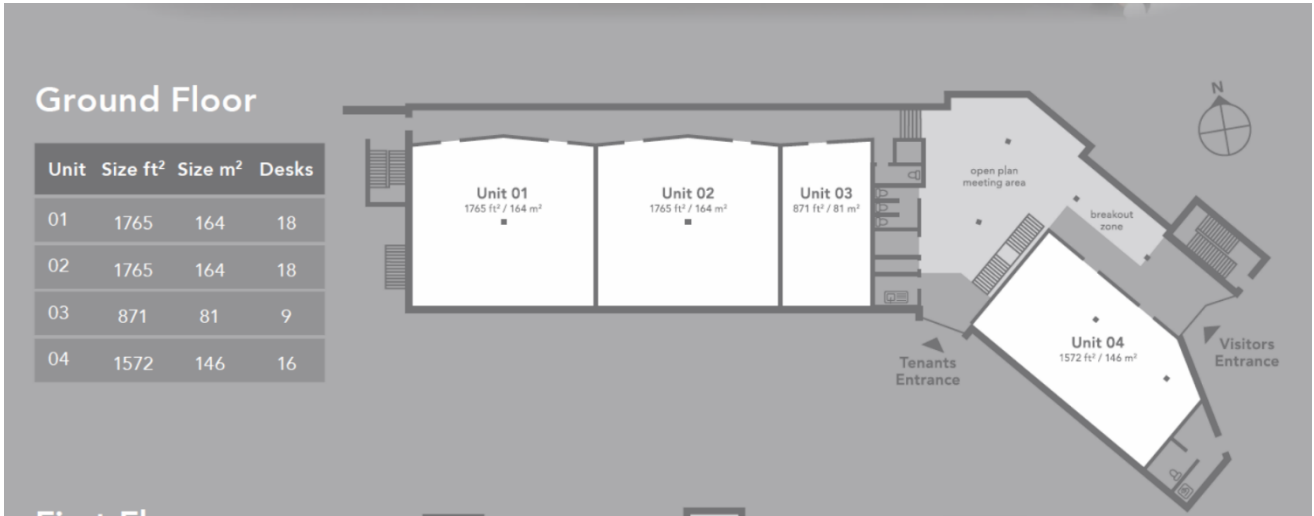 Ground Floor
Unit Size ft² Size m² Desks
01 1765 164 18
02 1765 164 18
03 871 81 9
04 1572 146 16
N
Unit 01
1765 ft² / 164 m²
Unit 02
1765 ft² / 164 m²
Unit 03
871 ft² / 81 m²
open plan
meeting area
breakout
zone
Unit 04
1572 ft² / 146 m²
Tenants
Entrance
Visitors
Entrance